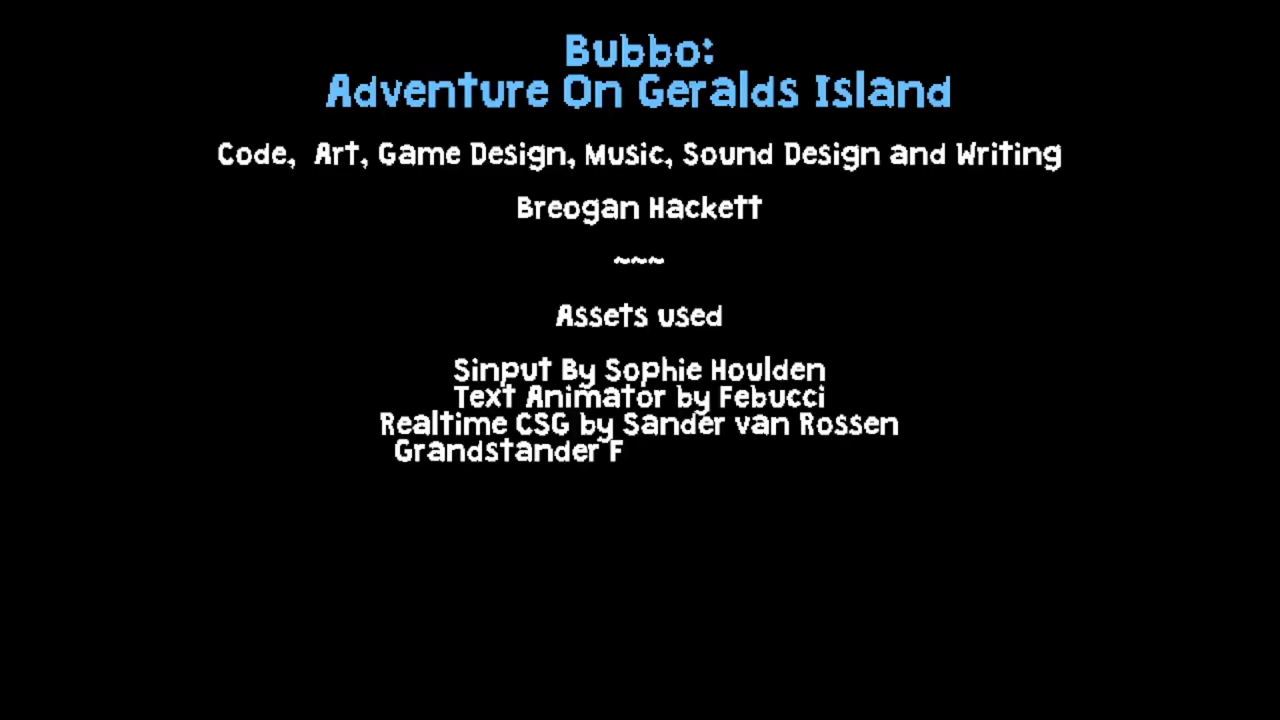 Bubbo:
Adventure On Geralds Island
Code, Art, Game Design, Music, Sound Design and Writing
Breogan Hackett
~~~
Assets used
Sinput By Sophie Houlden
Text Animator by Febucci
Realtime CSG by Sander van Rossen
Grandstander F